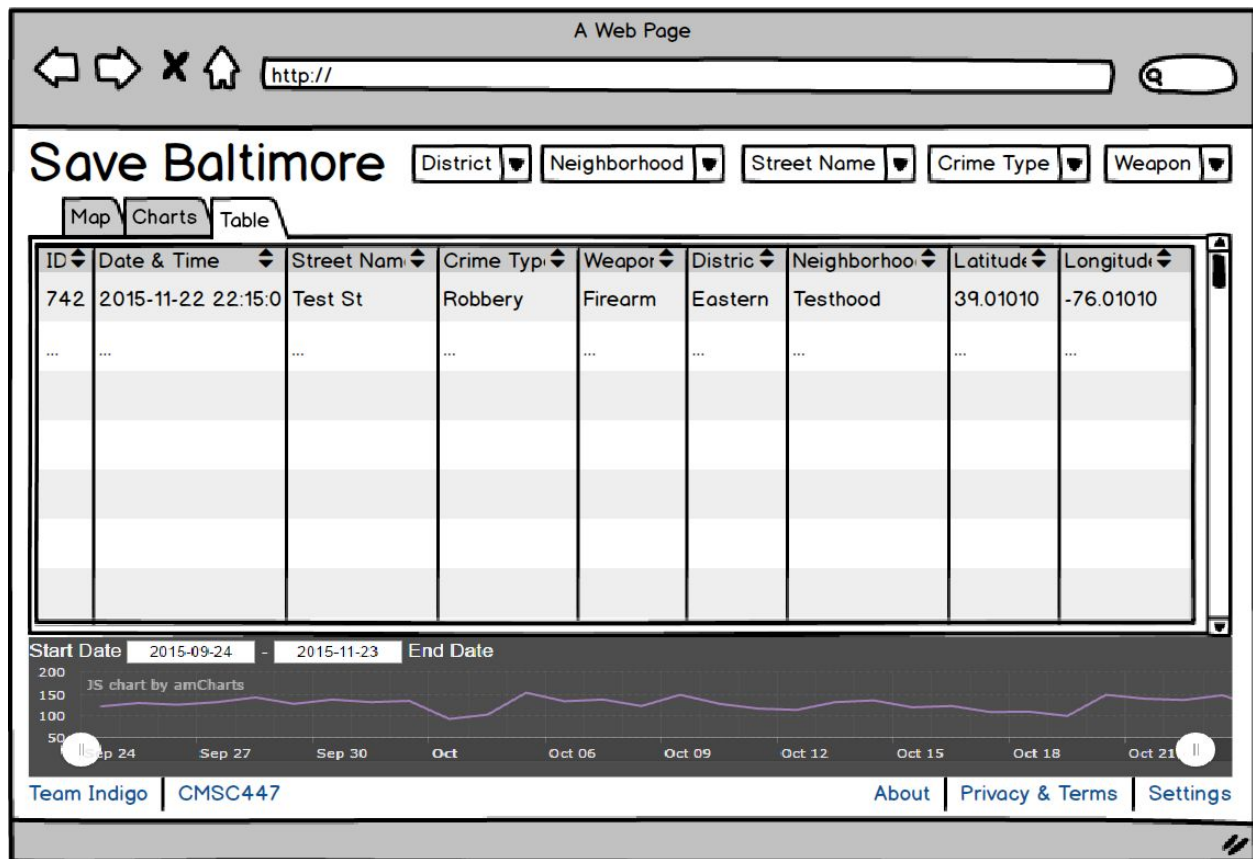 A Web Page
http://
Save Baltimore District Neighborhood Street Name Crime Type Weapon
Map Charts Table
ID Date & Time Street Nam Crime Typ Weapon Distric Neighborhoo Latitud Longitud
742 2015-11-22 22:15:0 Test St Robbery Firearm Eastern Testhood 39.01010 -76.01010
... ... ... ... ... ... ... ... ...
Start Date 2015-09-24 - 2015-11-23 End Date
200
JS chart by amCharts
150
100
50
Sep 24 Sep 27 Sep 30 Oct Oct 06 Oct 09 Oct 12 Oct 15 Oct 18 Oct 21
Team Indigo CMSC447 About Privacy & Terms Settings